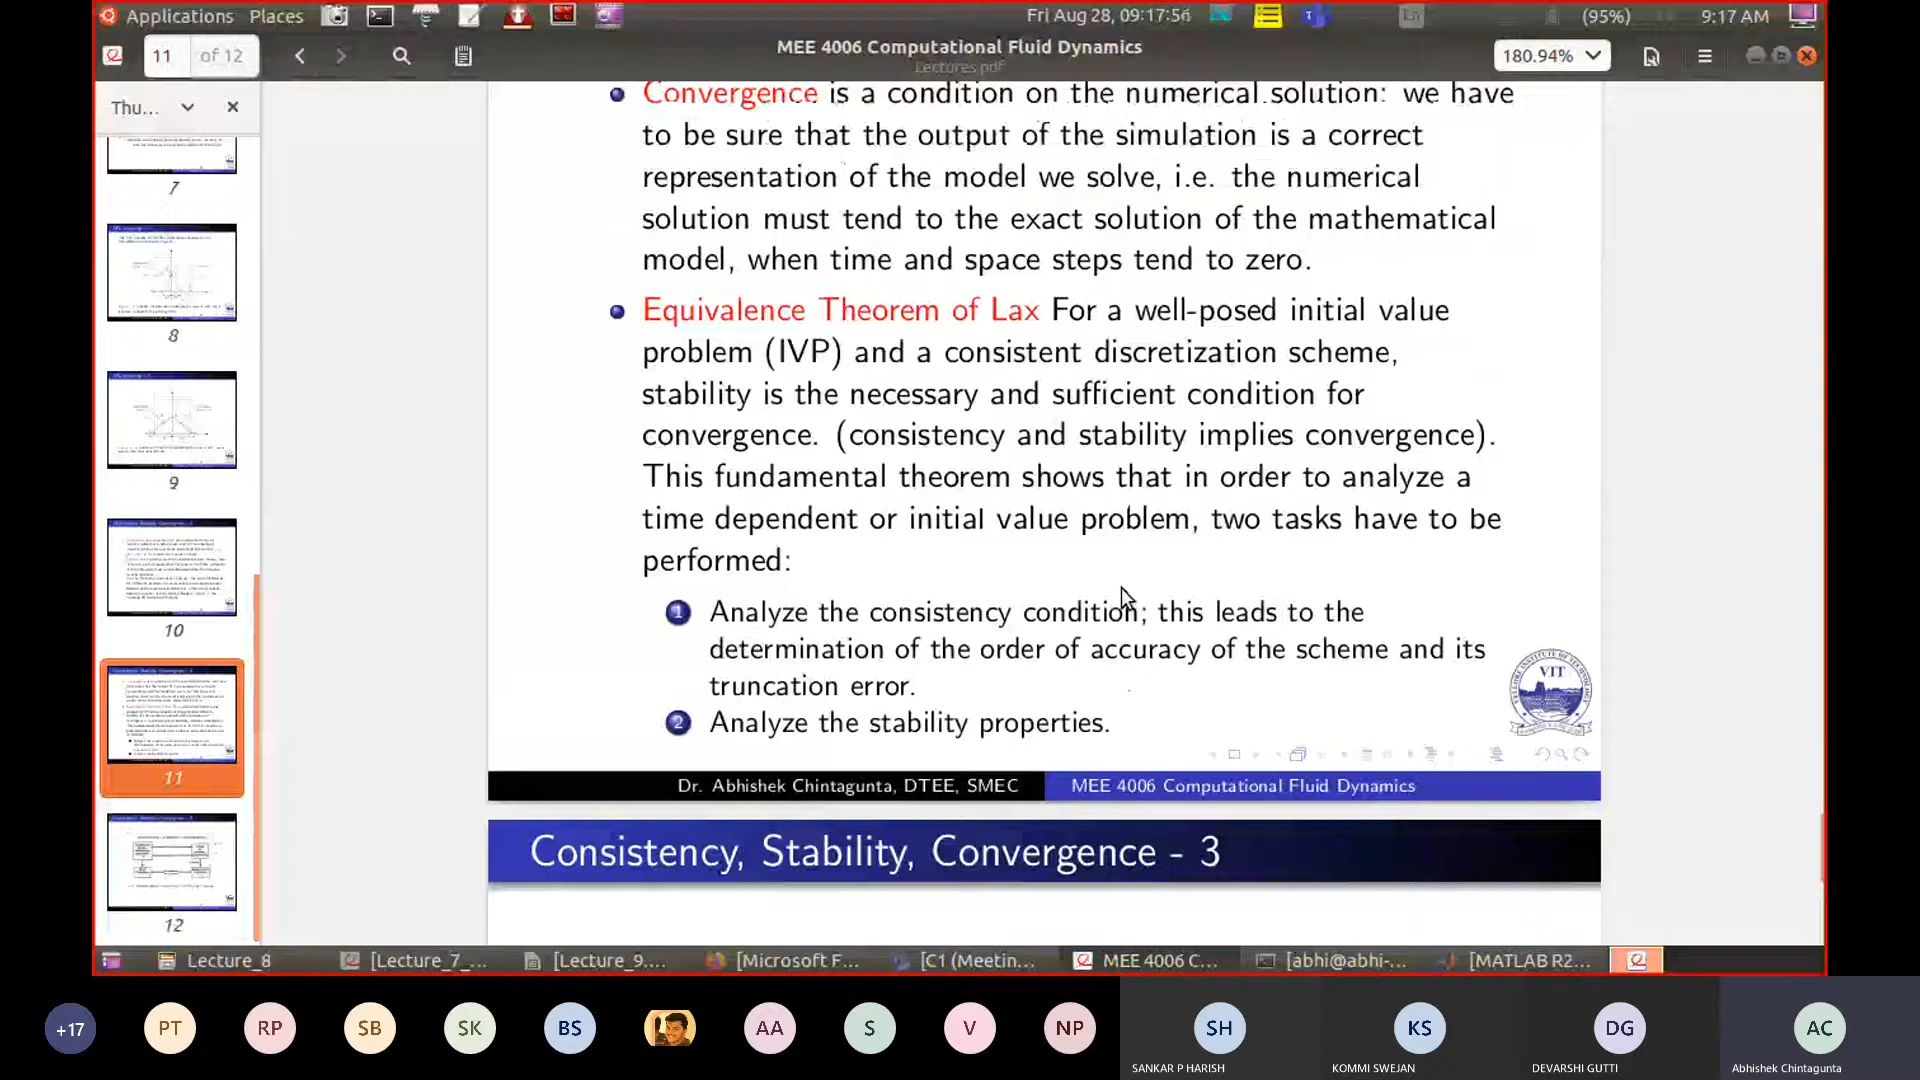 Applications Places
Fri Aug 28, 09:17:56
En
(95%)
9:17 AM
11 of 12
MEE 4006 Computational Fluid Dynamics
Lectures.pdf
180.94%
Thu...
7
8
9
10
11
12
Convergence is a condition on the numerical solution: we have
to be sure that the output of the simulation is a correct
representation of the model we solve, i.e. the numerical
solution must tend to the exact solution of the mathematical
model, when time and space steps tend to zero.
Equivalence Theorem of Lax For a well-posed initial value
problem (IVP) and a consistent discretization scheme,
stability is the necessary and sufficient condition for
convergence. (consistency and stability implies convergence).
This fundamental theorem shows that in order to analyze a
time dependent or initial value problem, two tasks have to be
performed:
1 Analyze the consistency condition; this leads to the
determination of the order of accuracy of the scheme and its
truncation error.
2 Analyze the stability properties.
VIT
Dr. Abhishek Chintagunta, DTEE, SMEC
MEE 4006 Computational Fluid Dynamics
Consistency, Stability, Convergence - 3
Lecture_8
[Lecture_7_...
[Lecture_9....
[Microsoft F...
[C1 (Meetin...
MEE 4006 C...
[abhi@abhi-...
[MATLAB R2...
+17
PT
RP
SB
SK
BS
AA
S
V
NP
SH
KS
DG
AC
SANKAR P HARISH
KOMMI SWEJAN
DEVARSHI GUTTI
Abhishek Chintagunta